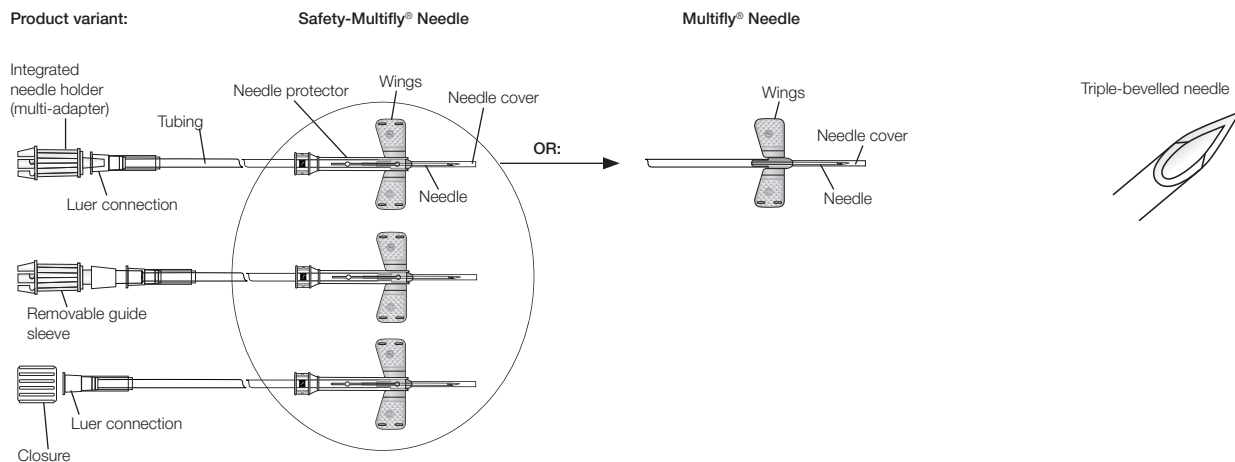 Product variant:
Safety-Multifly® Needle
Multifly® Needle
Integrated
needle holder
(multi-adapter)
Tubing
Needle protector
Wings
Needle cover
Luer connection
Needle
OR:
Wings
Needle cover
Needle
Triple-bevelled needle
Removable guide
sleeve
Luer connection
Closure